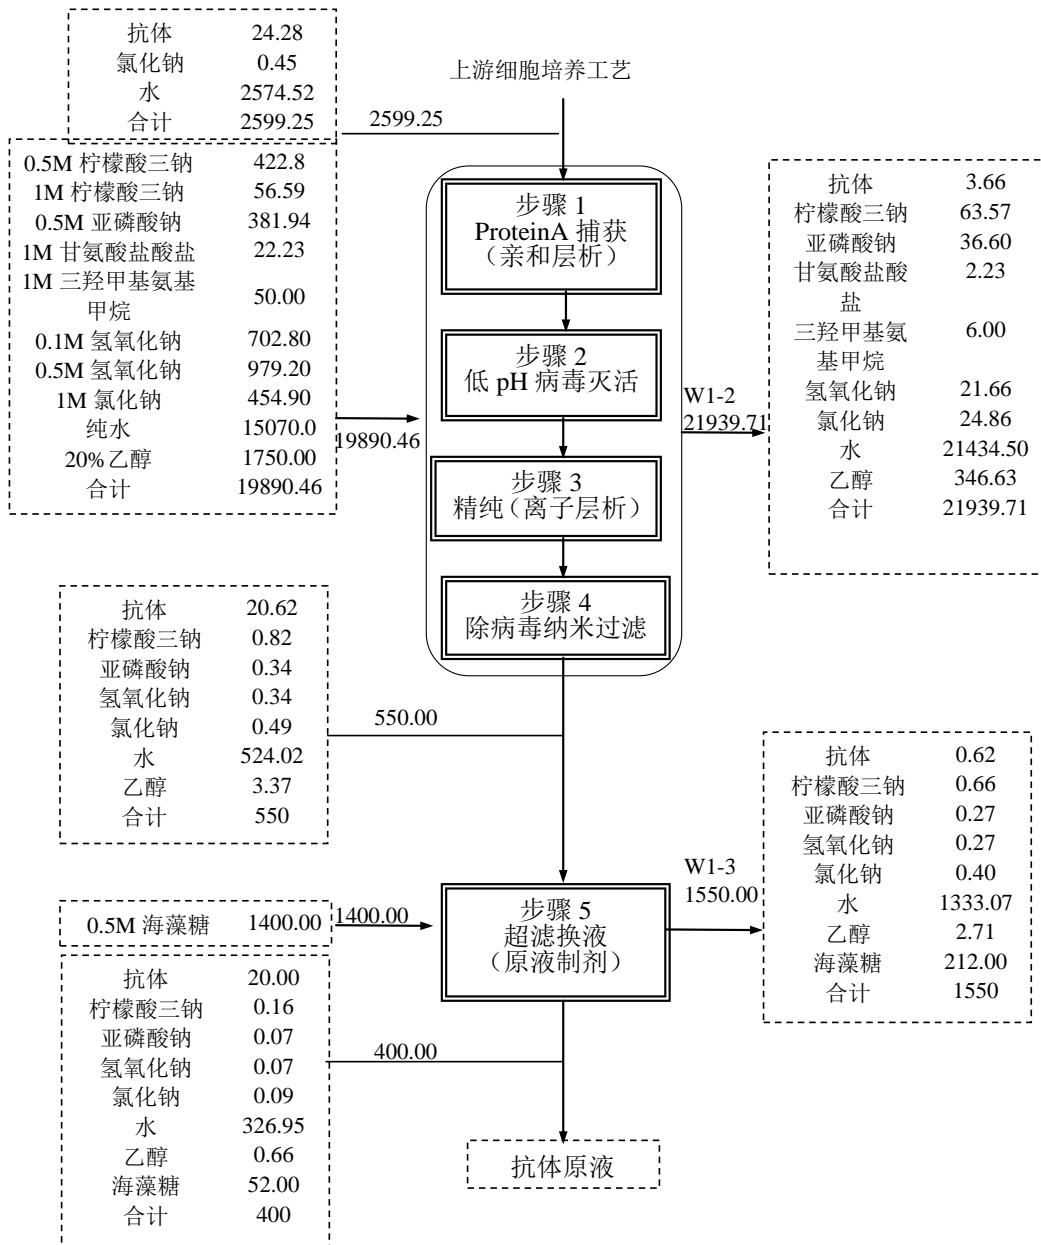 抗体 24.28
氯化钠 0.45
水 2574.52
合计 2599.25
上游细胞培养工艺
2599.25
0.5M 柠檬酸三钠 422.8
1M 柠檬酸三钠 56.59
0.5M 亚磷酸钠 381.94
1M 甘氨酸盐酸盐 22.23
1M 三羟甲基氨基
甲烷 50.00
0.1M 氢氧化钠 702.80
0.5M 氢氧化钠 979.20
1M 氯化钠 454.90
纯水 15070.0
20%乙醇 1750.00
合计 19890.46
19890.46
步骤 1
ProteinA 捕获
（亲和层析）
步骤 2
低 pH 病毒灭活
步骤 3
精纯（离子层析）
步骤 4
除病毒纳米过滤
W1-2
21939.71
抗体 3.66
柠檬酸三钠 63.57
亚磷酸钠 36.60
甘氨酸盐酸 2.23
盐
三羟甲基氨 6.00
基甲烷
氢氧化钠 21.66
氯化钠 24.86
水 21434.50
乙醇 346.63
合计 21939.71
抗体 20.62
柠檬酸三钠 0.82
亚磷酸钠 0.34
氢氧化钠 0.34
氯化钠 0.49
水 524.02
乙醇 3.37
合计 550
550.00
0.5M 海藻糖 1400.00
1400.00
步骤 5
超滤换液
（原液制剂）
W1-3
1550.00
抗体 0.62
柠檬酸三钠 0.66
亚磷酸钠 0.27
氢氧化钠 0.27
氯化钠 0.40
水 1333.07
乙醇 2.71
海藻糖 212.00
合计 1550
抗体 20.00
柠檬酸三钠 0.16
亚磷酸钠 0.07
氢氧化钠 0.07
氯化钠 0.09
水 326.95
乙醇 0.66
海藻糖 52.00
合计 400
400.00
抗体原液